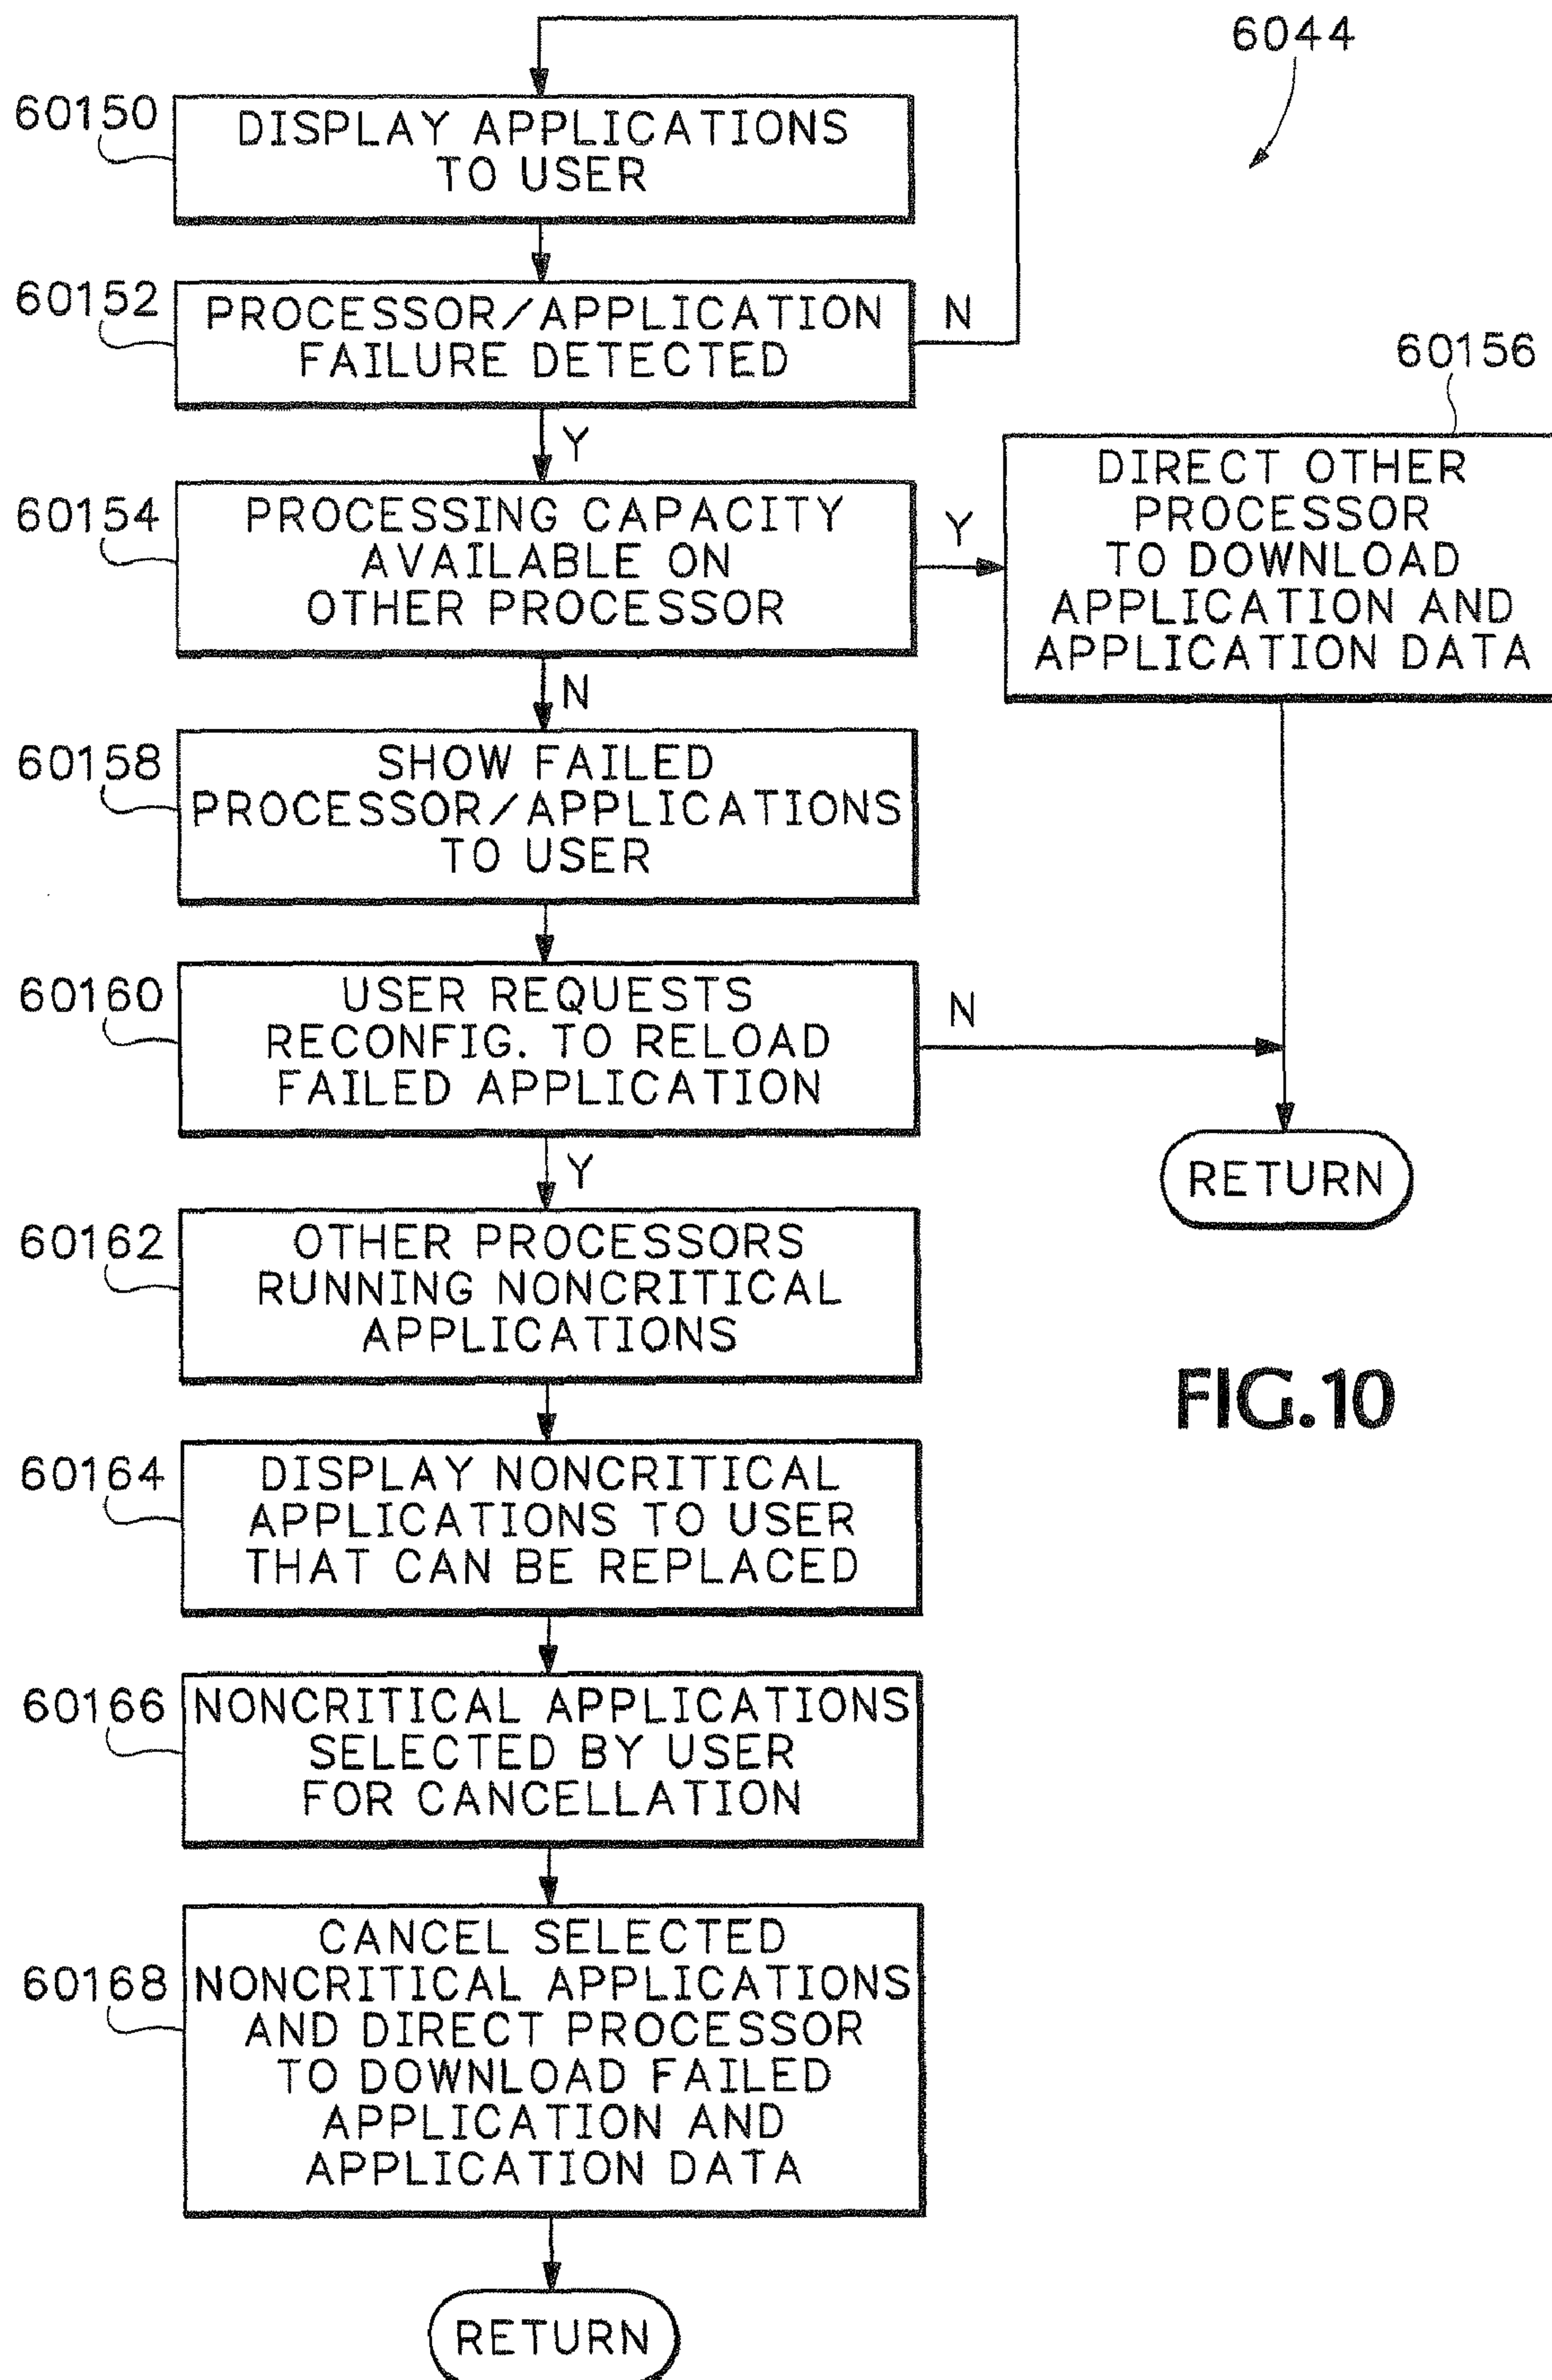 6044
60150
DISPLAY APPLICATIONS
TO USER
60152
PROCESSOR/APPLICATION
FAILURE DETECTED
N
Y
60154
PROCESSING CAPACITY
AVAILABLE ON
OTHER PROCESSOR
Y
60156
DIRECT OTHER
PROCESSOR
TO DOWNLOAD
APPLICATION AND
APPLICATION DATA
N
60158
SHOW FAILED
PROCESSOR/APPLICATIONS
TO USER
60160
USER REQUESTS
RECONFIG. TO RELOAD
FAILED APPLICATION
N
RETURN
Y
60162
OTHER PROCESSORS
RUNNING NONCRITICAL
APPLICATIONS
FIG.10
60164
DISPLAY NONCRITICAL
APPLICATIONS TO USER
THAT CAN BE REPLACED
60166
NONCRITICAL APPLICATIONS
SELECTED BY USER
FOR CANCELLATION
60168
CANCEL SELECTED
NONCRITICAL APPLICATIONS
AND DIRECT PROCESSOR
TO DOWNLOAD FAILED
APPLICATION AND
APPLICATION DATA
RETURN